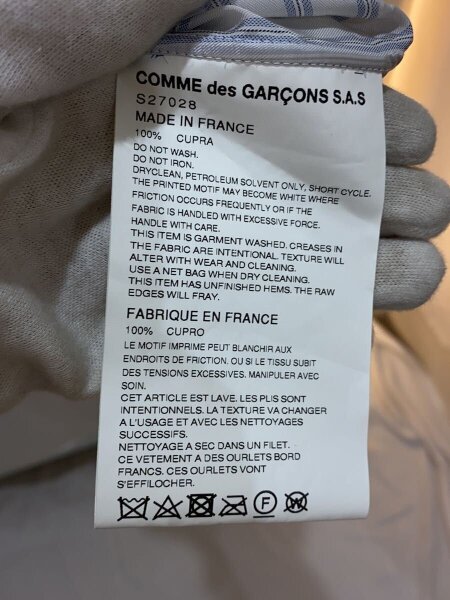 COMME des GARÇONS S.A.S
S27028
MADE IN FRANCE
100% CUPRA
DO NOT WASH.
DO NOT IRON.
DRYCLEAN, PETROLEUM SOLVENT ONLY, SHORT CYCLE.
THE PRINTED MOTIF MAY BECOME WHITE WHERE
FRICTION OCCURS FREQUENTLY OR IF THE
FABRIC IS HANDLED WITH EXCESSIVE FORCE.
HANDLE WITH CARE.
THIS ITEM IS GARMENT WASHED. CREASES IN
THE FABRIC ARE INTENTIONAL. TEXTURE WILL
ALTER WITH WEAR AND CLEANING.
USE A NET BAG WHEN DRY CLEANING.
THIS ITEM HAS UNFINISHED HEMS. THE RAW
EDGES WILL FRAY.
FABRIQUE EN FRANCE
100% CUPRO
LE MOTIF IMPRIME PEUT BLANCHIR AUX
ENDROITS DE FRICTION. OU SI LE TISSU SUBIT
DES TENSIONS EXCESSIVES. MANIPULER AVEC
SOIN.
CET ARTICLE EST LAVE. LES PLIS SONT
INTENTIONNELS. LA TEXTURE VA CHANGER
A L'USAGE ET AVEC LES NETTOYAGES
SUCCESSIFS.
NETTOYAGE A SEC DANS UN FILET.
CE VETEMENT A DES OURLETS BORD
FRANCS. CES OURLETS VONT
S'EFFILOCHER.
F W